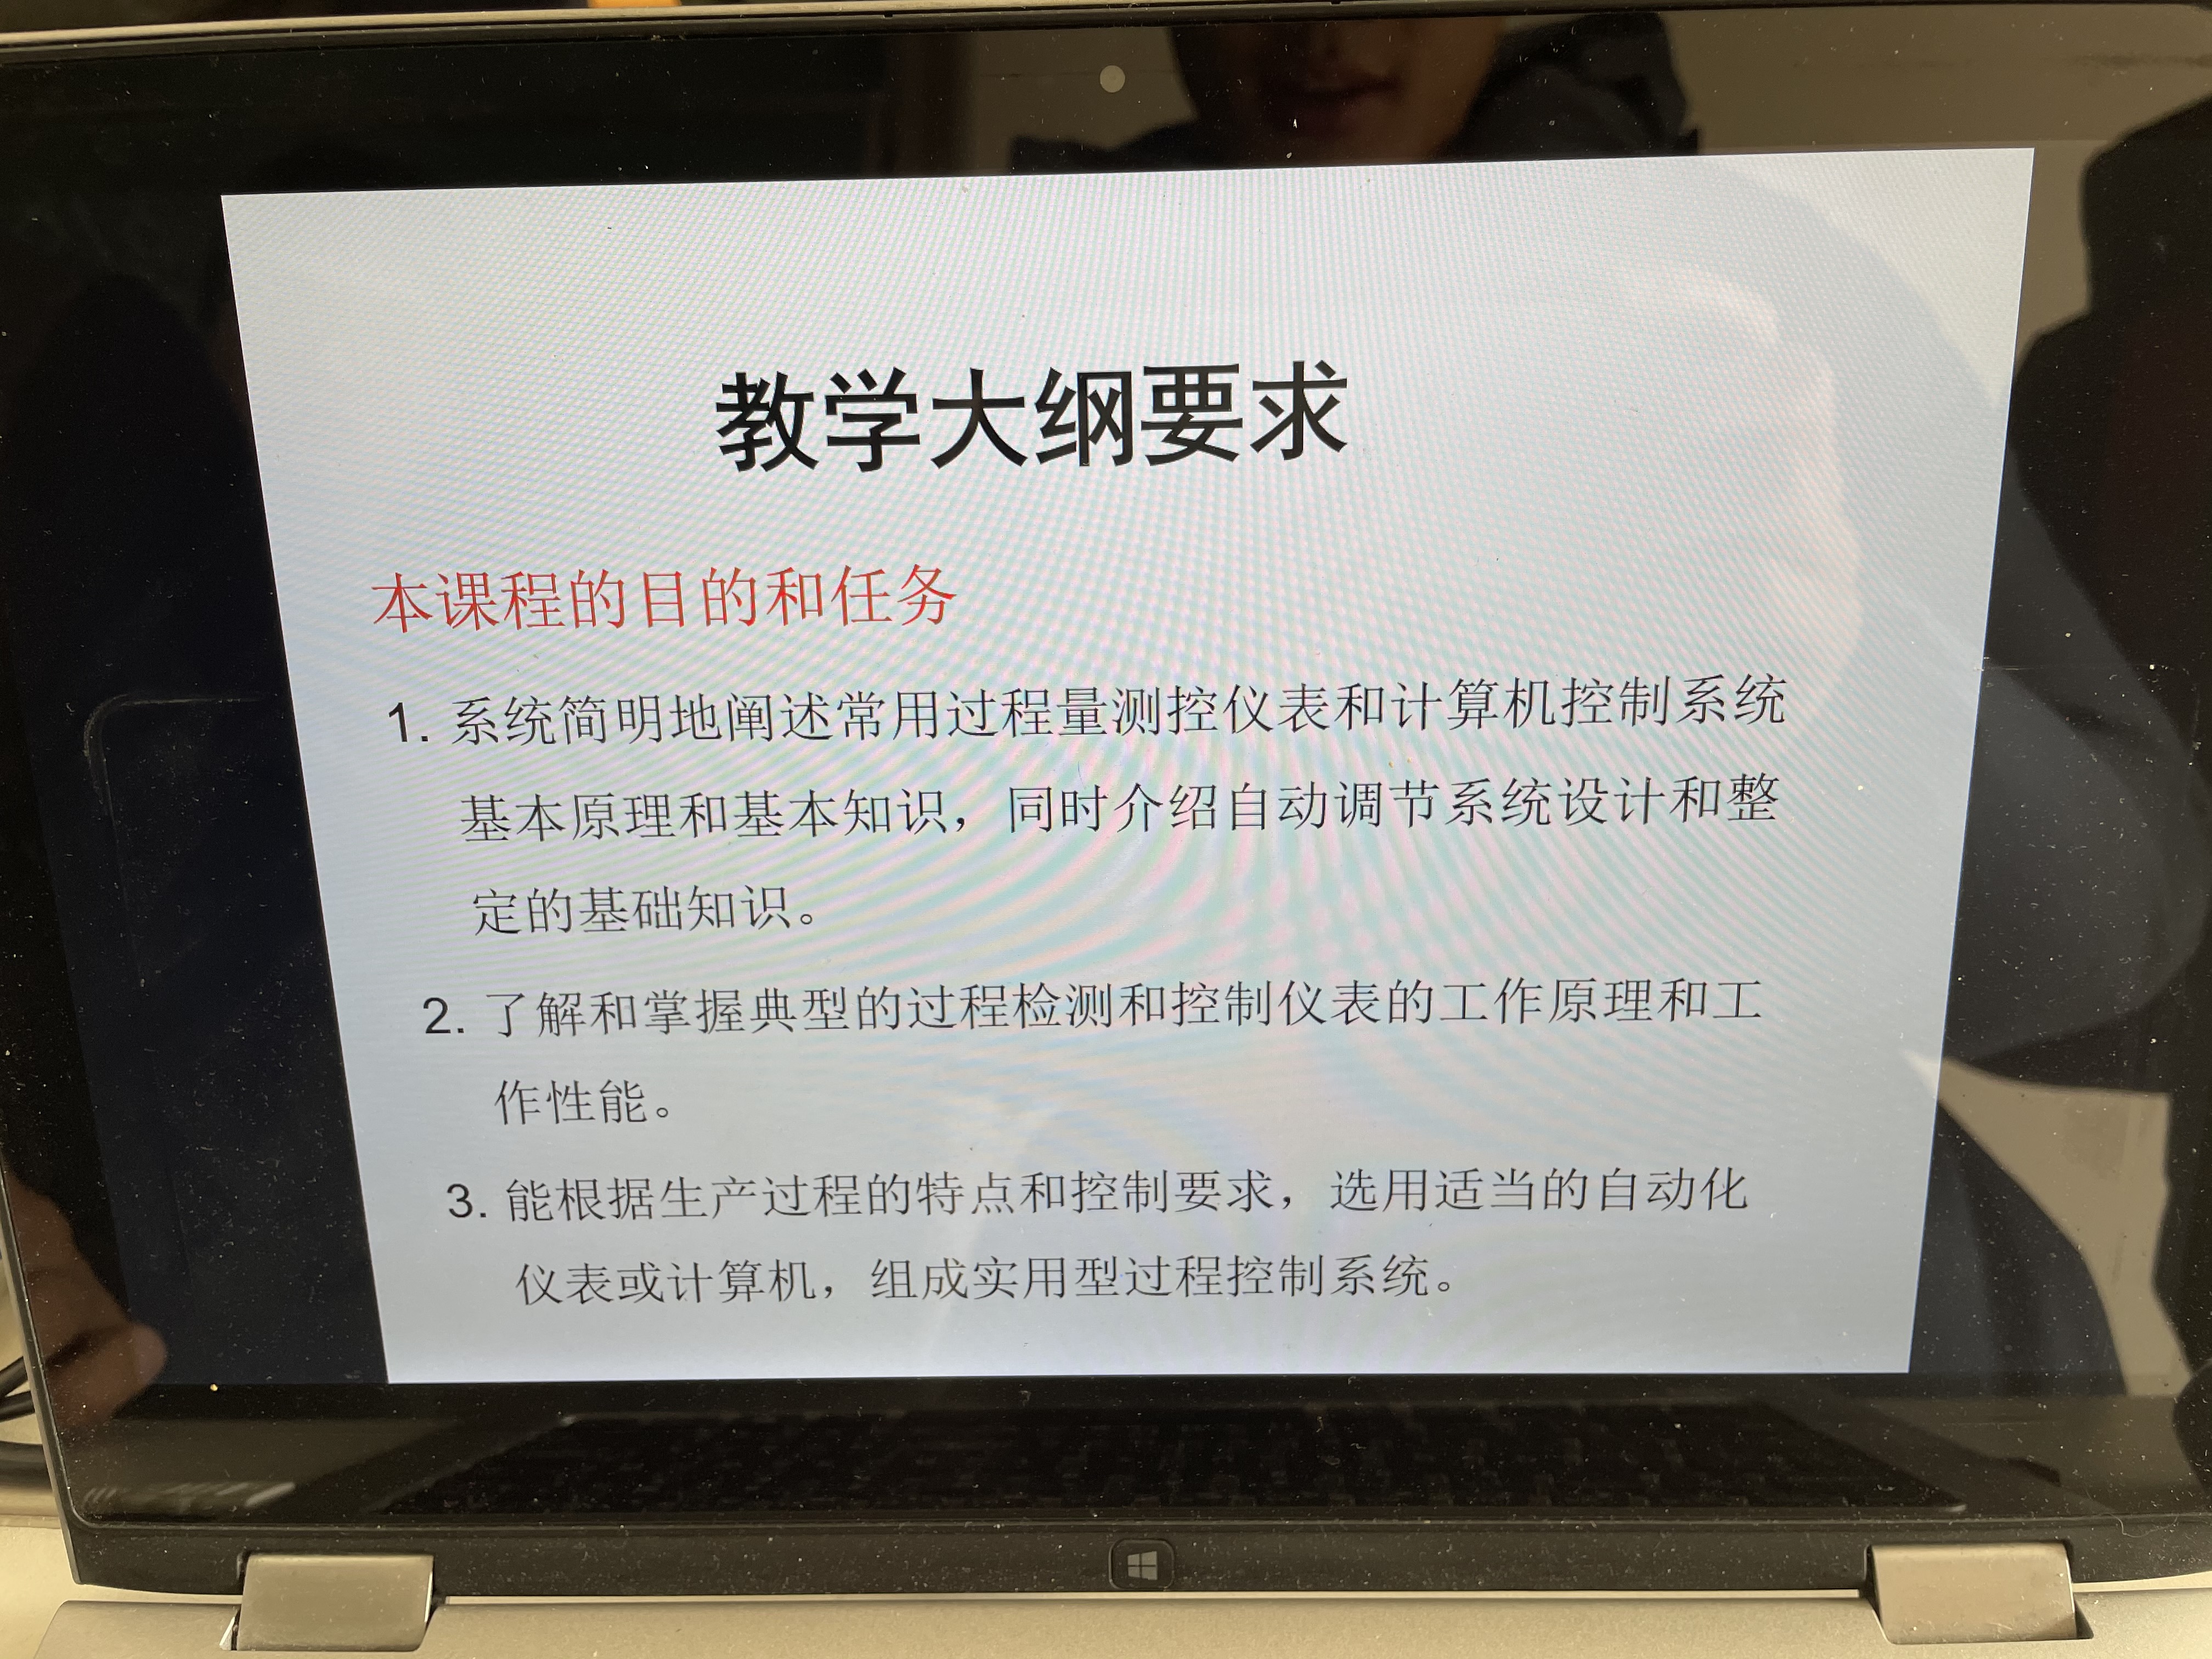 教学大纲要求
本课程的目的和任务
1. 系统简明地阐述常用过程量测控仪表和计算机控制系统
基本原理和基本知识，同时介绍自动调节系统设计和整
定的基础知识。
2. 了解和掌握典型的过程检测和控制仪表的工作原理和工
作性能。
3. 能根据生产过程的特点和控制要求，选用适当的自动化
仪表或计算机，组成实用型过程控制系统。